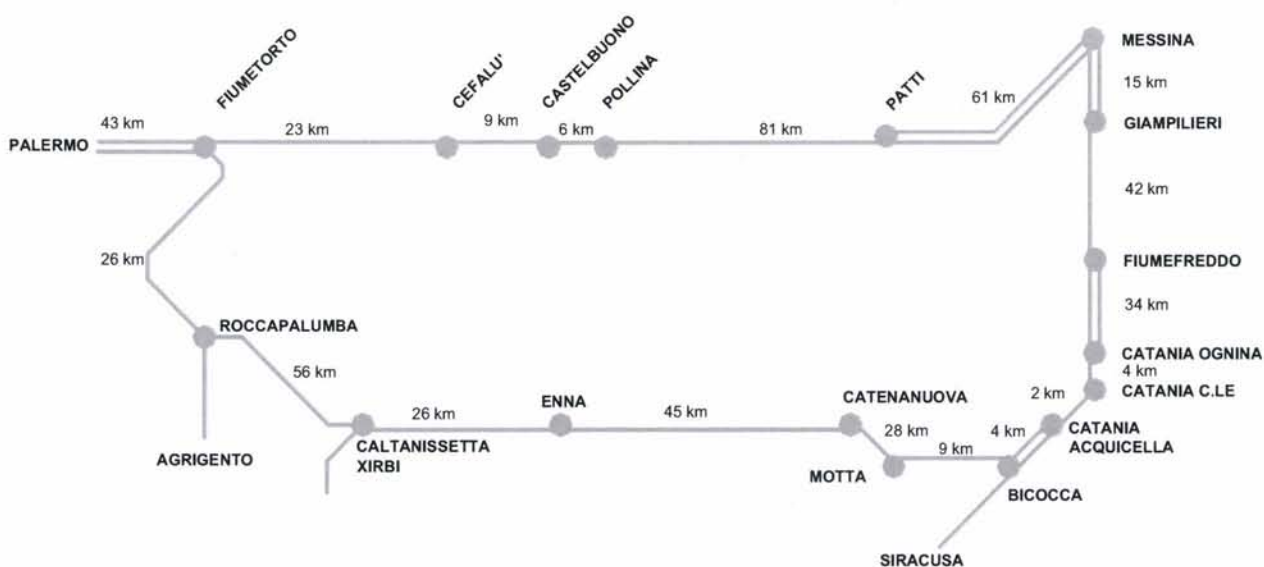 FIUMETORTO
CEFALU'
CASTELBUONO
POLLINA
PATTI
MESSINA
43 km
23 km
9 km
6 km
81 km
61 km
15 km
PALERMO
GIAMPILIERI
42 km
26 km
FIUMEFREDDO
34 km
ROCCAPALUMBA
CATANIA OGNINA
4 km
56 km
CATANIA C.LE
2 km
ENNA
CATENANUOVA
26 km
45 km
28 km
4 km
CATANIA
ACQUICELLA
AGRIGENTO
CALTANISSETTA
XIRBI
9 km
MOTTA
BICOCCA
SIRACUSA